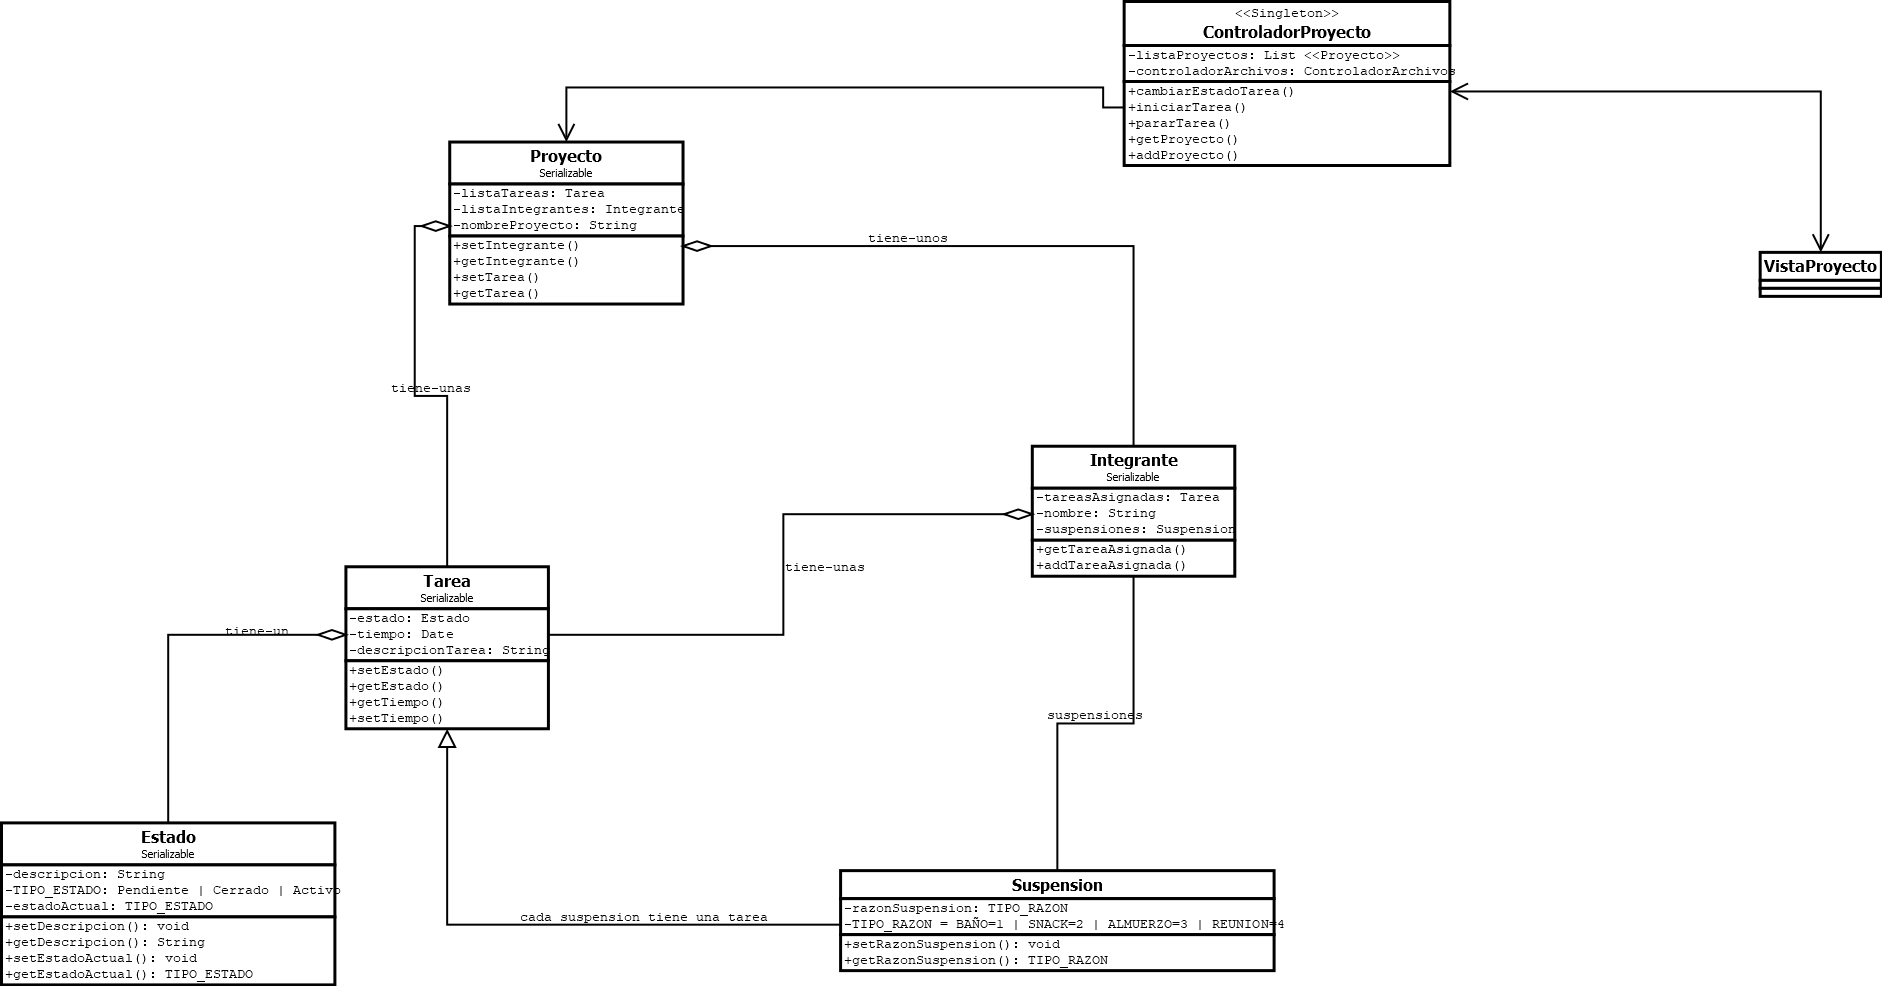 <<Singleton>>
ControladorProyecto
-listaProyectos: List <<Proyecto>>
-controladorArchivos: ControladorArchivos
+cambiarEstadoTarea()
+iniciarTarea()
+pararTarea()
+getProyecto()
+addProyecto()
Proyecto
Serializable
-listaTareas: Tarea
-listaIntegrantes: Integrante
-nombreProyecto: String
+setIntegrante()
+getIntegrante()
+setTarea()
+getTarea()
tiene-unos
VistaProyecto
tiene-unas
Integrante
Serializable
-tareasAsignadas: Tarea
-nombre: String
-suspensiones: Suspension
+getTareaAsignada()
+addTareaAsignada()
tiene-unas
Tarea
Serializable
-estado: Estado
-tiempo: Date
-descripcionTarea: String
+setEstado()
+getEstado()
+getTiempo()
+setTiempo()
tiene-un
suspensiones
Estado
Serializable
-descripcion: String
-TIPO_ESTADO: Pendiente | Cerrado | Activo
-estadoActual: TIPO_ESTADO
+setDescripcion(): void
+getDescripcion(): String
+setEstadoActual(): void
+getEstadoActual(): TIPO_ESTADO
cada suspension tiene una tarea
Suspension
-razonSuspension: TIPO_RAZON
-TIPO_RAZON = BAÑO=1 | SNACK=2 | ALMUERZO=3 | REUNION=4
+setRazonSuspension(): void
+getRazonSuspension(): TIPO_RAZON